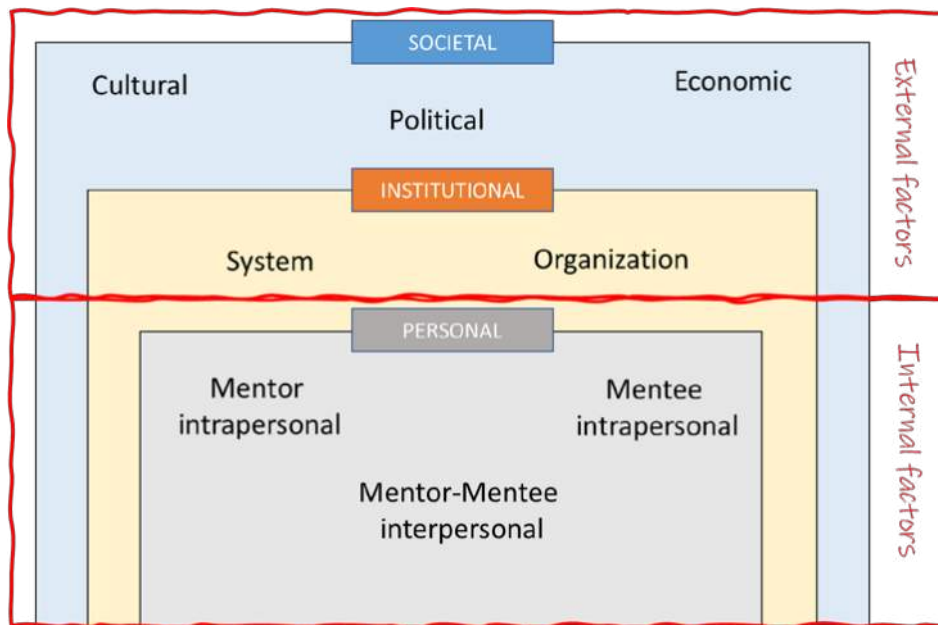 SOCIETAL
Cultural
Economic
Political
INSTITUTIONAL
System
Organization
External factors
PERSONAL
Mentor
intrapersonal
Mentee
intrapersonal
Mentor-Mentee
interpersonal
Internal factors